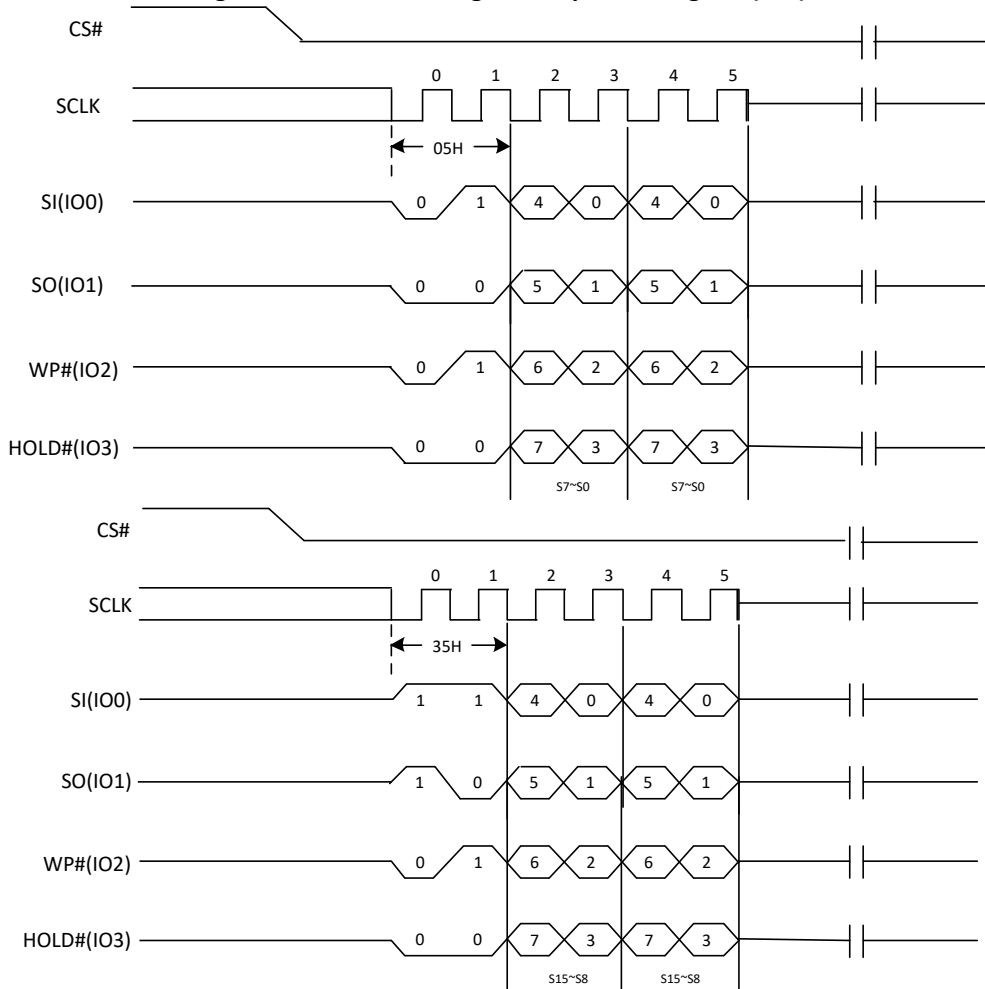 CS#
0 1 2 3 4 5
SCLK
05H
SI(IO0) 0 1 4 0 4 0
SO(IO1) 0 0 5 1 5 1
WP#(IO2) 0 1 6 2 6 2
HOLD#(IO3) 0 0 7 3 7 3
S7~S0 S7~S0
CS#
0 1 2 3 4 5
SCLK
35H
SI(IO0) 1 1 4 0 4 0
SO(IO1) 1 0 5 1 5 1
WP#(IO2) 0 1 6 2 6 2
HOLD#(IO3) 0 0 7 3 7 3
S15~S8 S15~S8